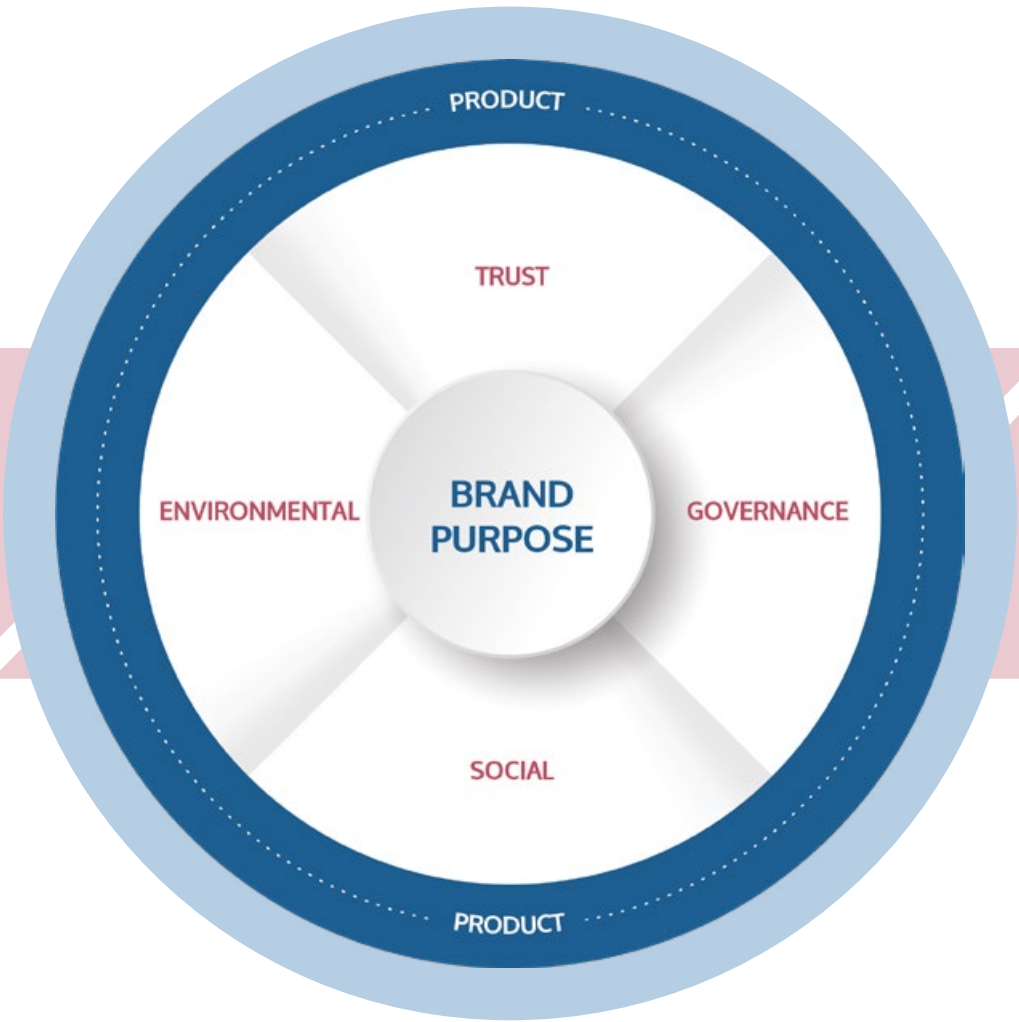 PRODUCT
TRUST
ENVIRONMENTAL
BRAND
PURPOSE
GOVERNANCE
SOCIAL
PRODUCT